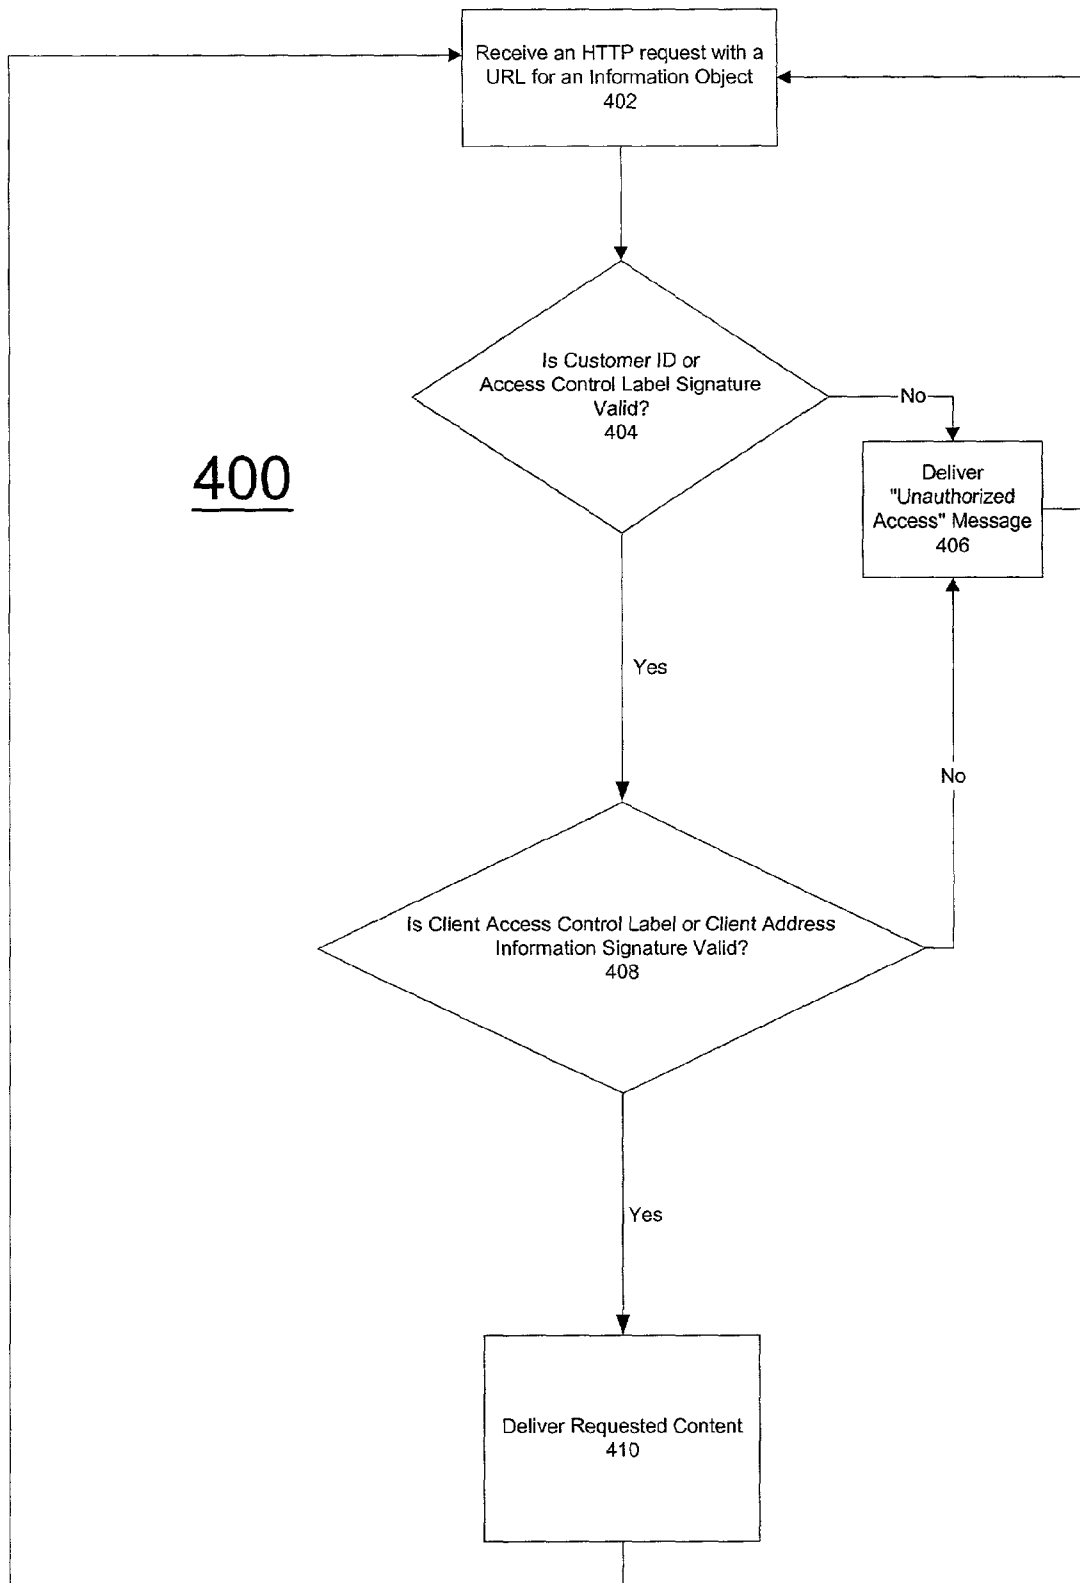 Receive an HTTP request with a
URL for an Information Object
402
Is Customer ID or
Access Control Label Signature
Valid?
404
No
400
Deliver
"Unauthorized
Access" Message
406
Yes
No
Is Client Access Control Label or Client Address
Information Signature Valid?
408
Yes
Deliver Requested Content
410